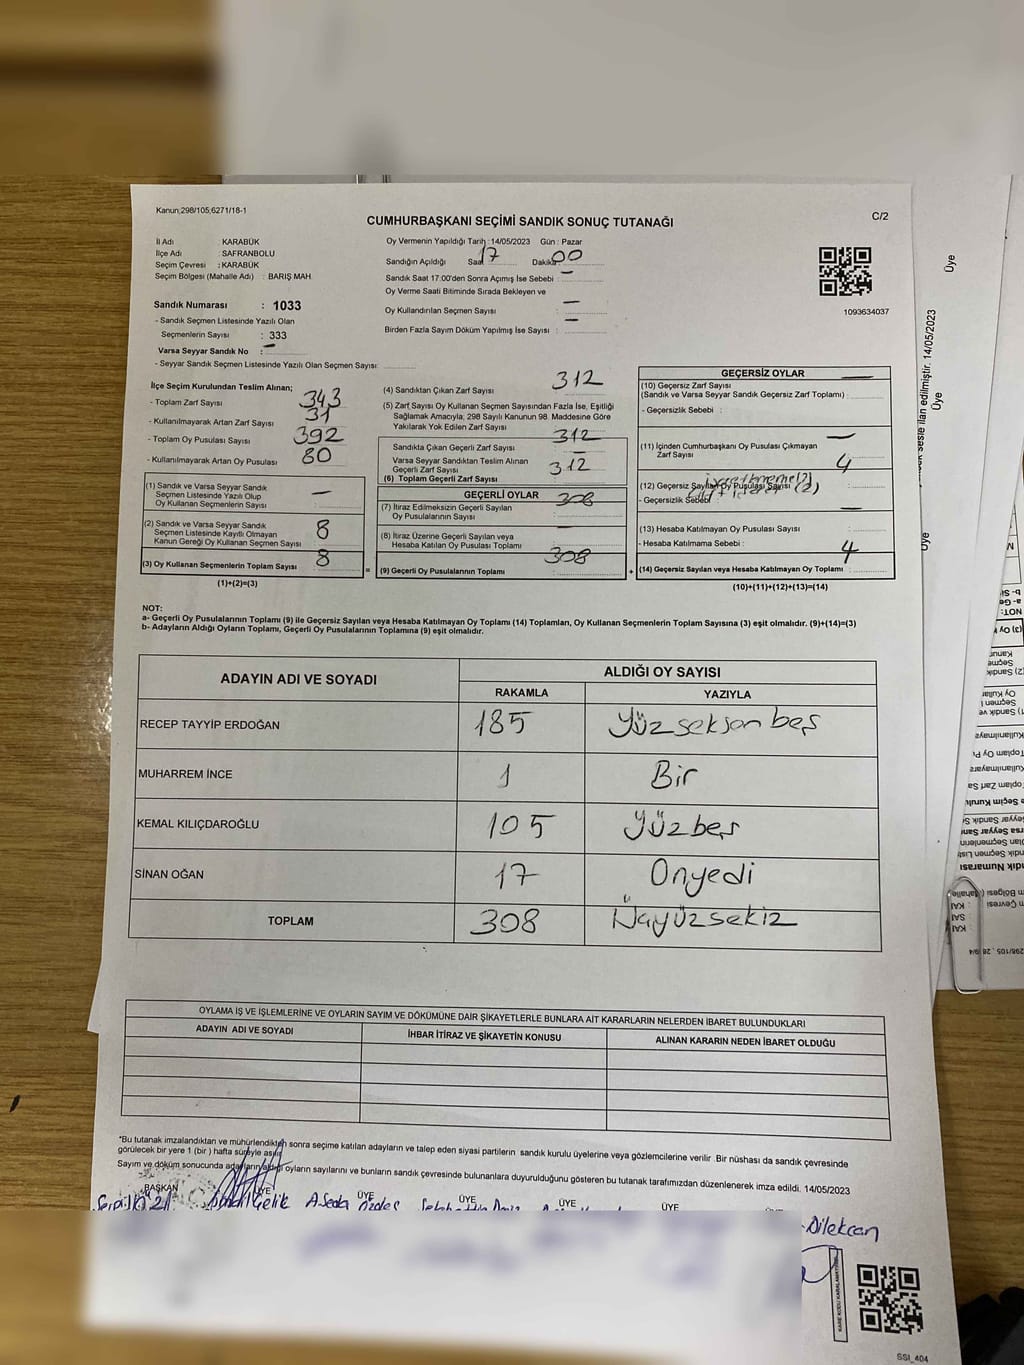 Kanun;298/105;6271/18-1
CUMHURBAŞKANI SEÇİMİ SANDIK SONUÇ TUTANAĞI
C/2
İl Adı KARABÜK
İlçe Adı : SAFRANBOLU
Seçim Çevresi : KARABÜK
Seçim Bölgesi (Mahalle Adı) : BARIŞ MAH.
Sandık Numarası : 1033
- Sandık Seçmen Listesinde Yazılı Olan
Seçmenlerin Sayısı : 333
Varsa Seyyar Sandık No : —
- Seyyar Sandık Seçmen Listesinde Yazılı Olan Seçmen Sayısı:
Oy Vermenin Yapıldığı Tarih :14/05/2023 Gün : Pazar
Sandığın Açıldığı Saat 17 Dakika 00
Sandık Saat 17.00'den Sonra Açımış İse Sebebi : —
Oy Verme Saati Bitiminde Sırada Bekleyen ve
Oy Kullandırılan Seçmen Sayısı : —
Birden Fazla Sayım Döküm Yapılmış İse Sayısı : —
1093634037
İlçe Seçim Kurulundan Teslim Alınan;
- Toplam Zarf Sayısı : 343
- Kullanılmayarak Artan Zarf Sayısı : 31
- Toplam Oy Pusulası Sayısı : 392
- Kullanılmayarak Artan Oy Pusulası : 80
(1) Sandık ve Varsa Seyyar Sandık
Seçmen Listesinde Yazılı Olup
Oy Kullanan Seçmenlerin Sayısı : —
(2) Sandık ve Varsa Seyyar Sandık
Seçmen Listesinde Kayıtlı Olmayan
Kanun Gereği Oy Kullanan Seçmen Sayısı : 8
(3) Oy Kullanan Seçmenlerin Toplam Sayısı : 8
(1)+(2)=(3)
(4) Sandıktan Çıkan Zarf Sayısı : 312
(5) Zarf Sayısı Oy Kullanan Seçmen Sayısından Fazla İse, Eşitliği
Sağlamak Amacıyla; 298 Sayılı Kanunun 98. Maddesine Göre
Yakılarak Yok Edilen Zarf Sayısı :
Sandıkta Çıkan Geçerli Zarf Sayısı : 312
Varsa Seyyar Sandıktan Teslim Alınan
Geçerli Zarf Sayısı :
(6) Toplam Geçerli Zarf Sayısı : 312
GEÇERLİ OYLAR
(7) İtiraz Edilmeksizin Geçerli Sayılan
Oy Pusulalarının Sayısı : 308
(8) İtiraz Üzerine Geçerli Sayılan veya
Hesaba Katılan Oy Pusulası Toplamı : —
= (9) Geçerli Oy Pusulalarının Toplamı : 308
GEÇERSİZ OYLAR
(10) Geçersiz Zarf Sayısı
(Sandık ve Varsa Seyyar Sandık Geçersiz Zarf Toplamı) : —
- Geçersizlik Sebebi :
(11) İçinden Cumhurbaşkanı Oy Pusulası Çıkmayan
Zarf Sayısı : —
(12) Geçersiz Sayılan Oy Pusulası Sayısı : 4
- Geçersizlik Sebebi :
(13) Hesaba Katılmayan Oy Pusulası Sayısı : —
- Hesaba Katılmama Sebebi :
+ (14) Geçersiz Sayılan veya Hesaba Katılmayan Oy Toplamı : 4
(10)+(11)+(12)+(13)=(14)
NOT:
a- Geçerli Oy Pusulalarının Toplamı (9) ile Geçersiz Sayılan veya Hesaba Katılmayan Oy Toplamı (14) Toplamları, Oy Kullanan Seçmenlerin Toplam Sayısına (3) eşit olmalıdır. (9)+(14)=(3)
b- Adayların Aldığı Oyların Toplamı, Geçerli Oy Pusulalarının Toplamına (9) eşit olmalıdır.
ADAYIN ADI VE SOYADI ALDIĞI OY SAYISI
RAKAMLA YAZIYLA
RECEP TAYYİP ERDOĞAN 185 Yüzseksen beş
MUHARREM İNCE 1 Bir
KEMAL KILIÇDAROĞLU 105 Yüzbeş
SİNAN OĞAN 17 Onyedi
TOPLAM 308 Üçyüzsekiz
OYLAMA İŞ VE İŞLEMLERİNE VE OYLARIN SAYIM VE DÖKÜMÜNE DAİR ŞİKAYETLERLE BUNLARA AİT KARARLARIN NELERDEN İBARET BULUNDUKLARI
ADAYIN ADI VE SOYADI İHBAR İTİRAZ VE ŞİKAYETİN KONUSU ALINAN KARARIN NEDEN İBARET OLDUĞU
*Bu tutanak imzalandıktan ve mühürlendikten sonra seçime katılan adayların ve talep eden siyasi partilerin sandık kurulu üyelerine veya gözlemcilerine verilir. Bir nüshası da sandık çevresinde
görülecek bir yere 1 (bir ) hafta süreyle asılır.
Sayım ve döküm sonucunda adayların aldığı oyların sayılarını ve bunların sandık çevresinde bulunanlara duyurulduğunu gösteren bu tutanak tarafımızdan düzenlenerek imza edildi. 14/05/2023
BAŞKAN ÜYE ÜYE ÜYE ÜYE ÜYE
Dilekcan
SSI_404
sesle ilan edilmiştir. 14/05/2023
Üye
Üye
Üye